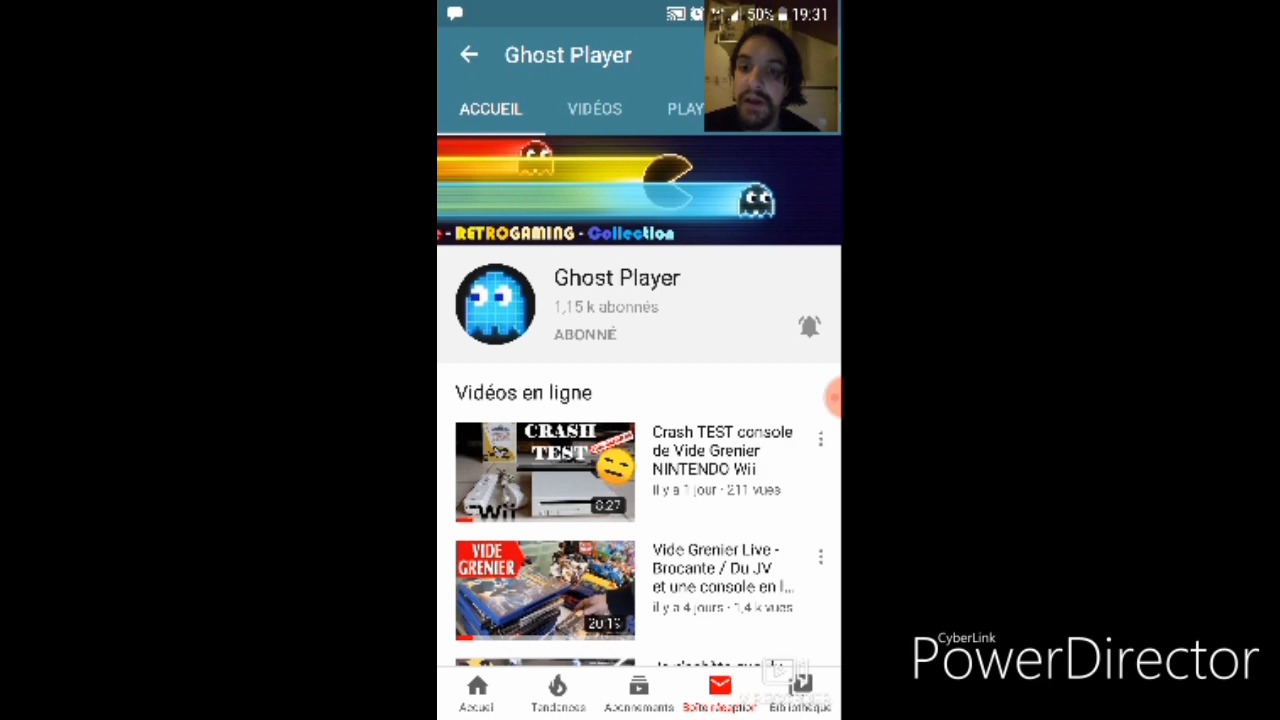 50% 19:31
Ghost Player
ACCUEIL VIDÉOS PLAY
- RETROGAMING - Collection
Ghost Player
1,15 k abonnés
ABONNÉ
Vidéos en ligne
CRASH
TEST
Wii
8:27
Crash TEST console
de Vide Grenier
NINTENDO Wii
il y a 1 jour · 211 vues
VIDE
GRENIER
20:19
Vide Grenier Live -
Brocante / Du JV
et une console en l...
il y a 4 jours · 1,4 k vues
CyberLink
PowerDirector
Accueil Tendances Abonnements Boîte réception Bibliothèque